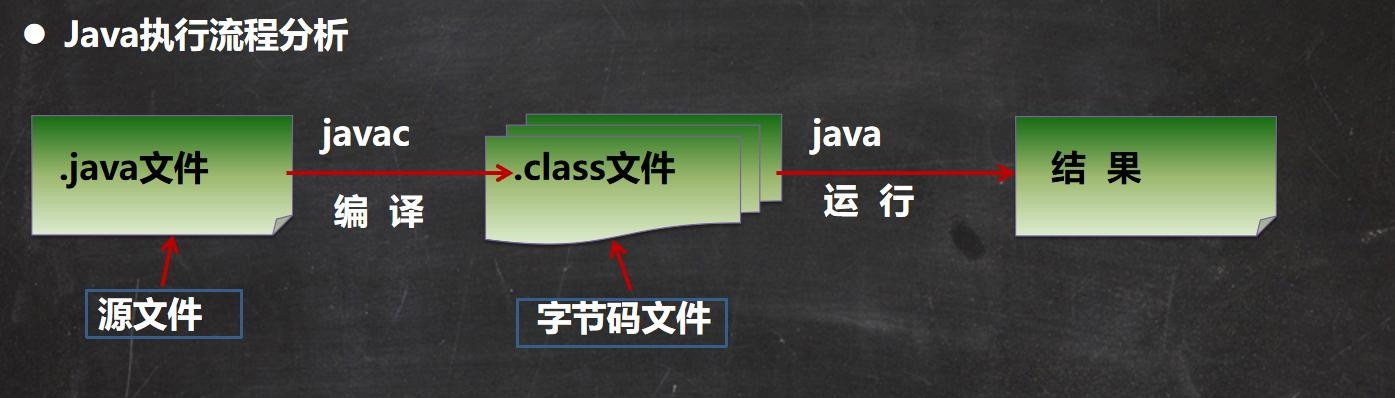 ● Java执行流程分析
.java文件
javac
编 译
.class文件
java
运 行
结 果
源文件
字节码文件